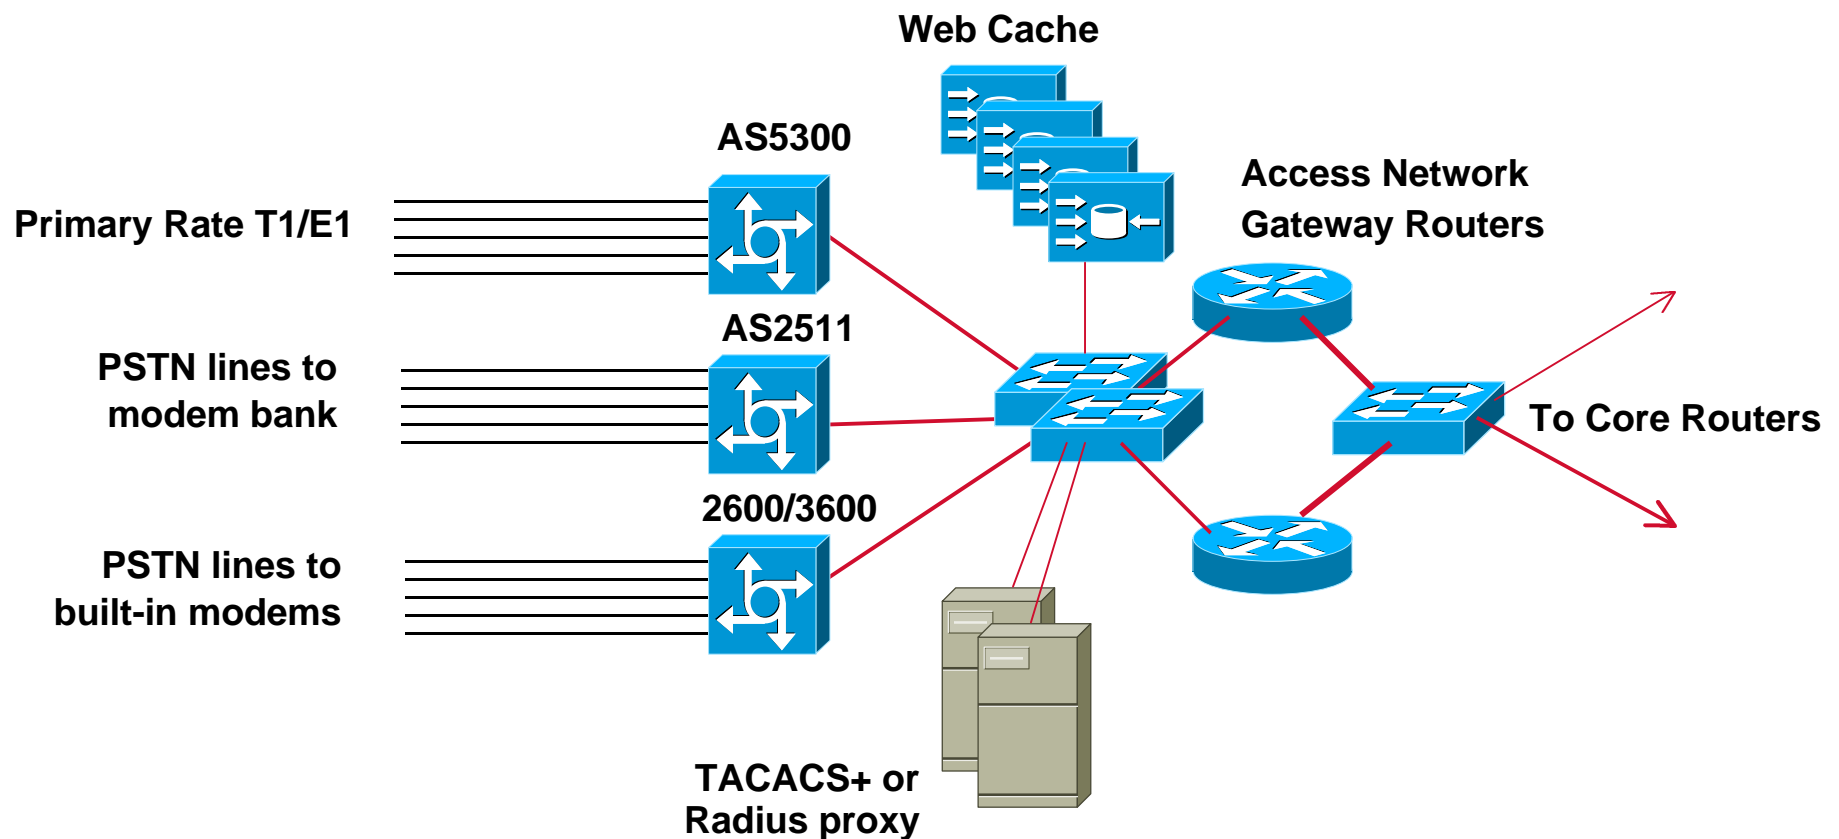 Web Cache
AS5300
Access Network
Gateway Routers
Primary Rate T1/E1
AS2511
PSTN lines to
modem bank
To Core Routers
2600/3600
PSTN lines to
built-in modems
TACACS+ or
Radius proxy